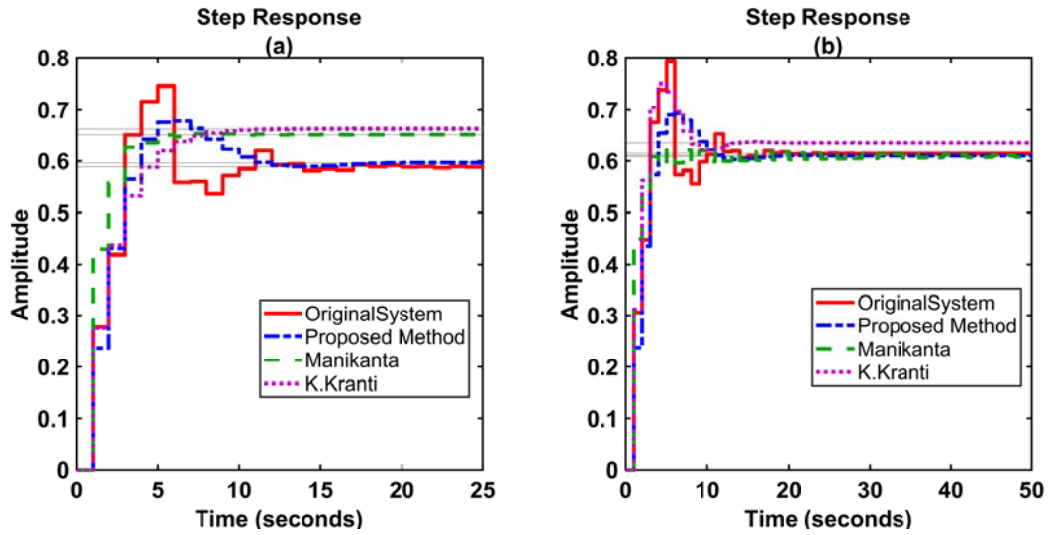 Step Response
(a)
Amplitude
0.8
0.7
0.6
0.5
0.4
0.3
0.2
0.1
0
OriginalSystem
Proposed Method
Manikanta
K.Kranti
0 5 10 15 20 25
Time (seconds)
Step Response
(b)
Amplitude
0.8
0.7
0.6
0.5
0.4
0.3
0.2
0.1
0
OriginalSystem
Proposed Method
Manikanta
K.Kranti
0 10 20 30 40 50
Time (seconds)